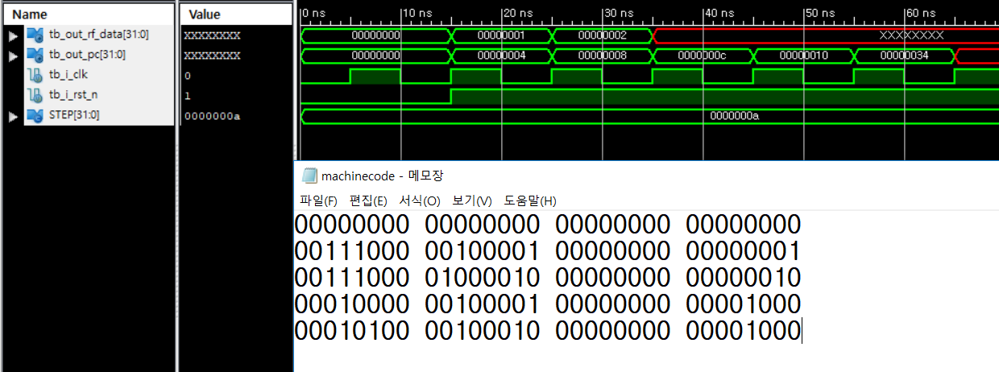 Name Value 0 ns 10 ns 20 ns 30 ns 40 ns 50 ns 60 ns
tb_out_rf_data[31:0] XXXXXXXX 00000000 00000001 00000002 XXXXXXXX
tb_out_pc[31:0] XXXXXXXX 00000000 00000004 00000008 0000000c 00000010 00000034
tb_i_clk 0
tb_i_rst_n 1
STEP[31:0] 0000000a 0000000a
machinecode - 메모장
파일(F) 편집(E) 서식(O) 보기(V) 도움말(H)
00000000 00000000 00000000 00000000
00111000 00100001 00000000 00000001
00111000 01000010 00000000 00000010
00010000 00100001 00000000 00001000
00010100 00100010 00000000 00001000